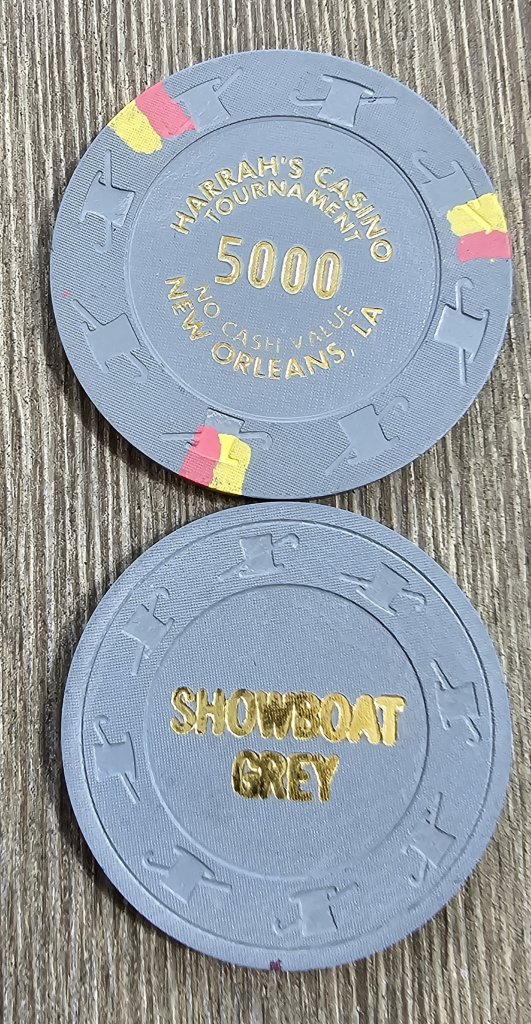 HARRAH'S CASINO
TOURNAMENT
5000
NO CASH VALUE
NEW ORLEANS, LA
SHOWBOAT
GREY